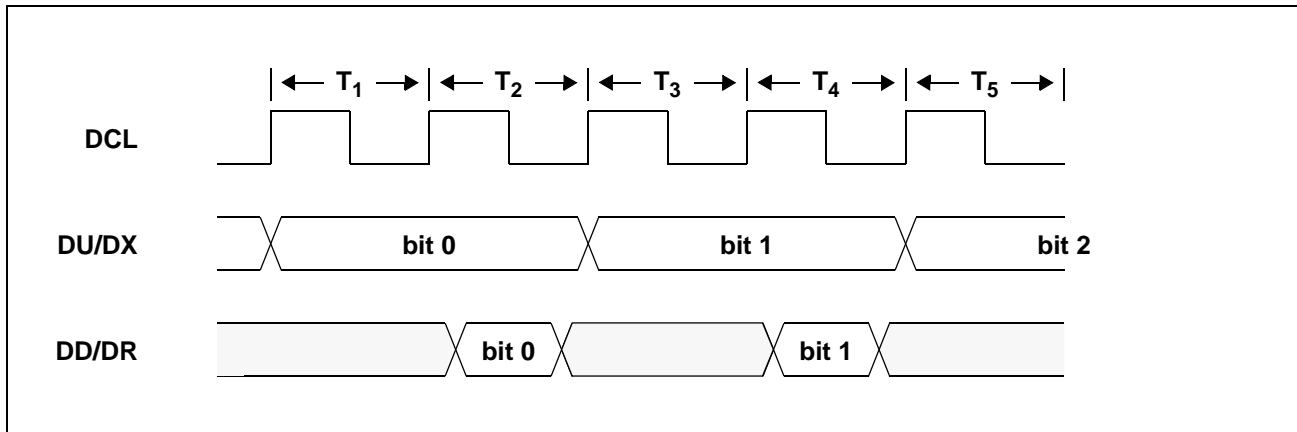 T1 T2 T3 T4 T5
DCL
DU/DX bit 0 bit 1 bit 2
DD/DR bit 0 bit 1